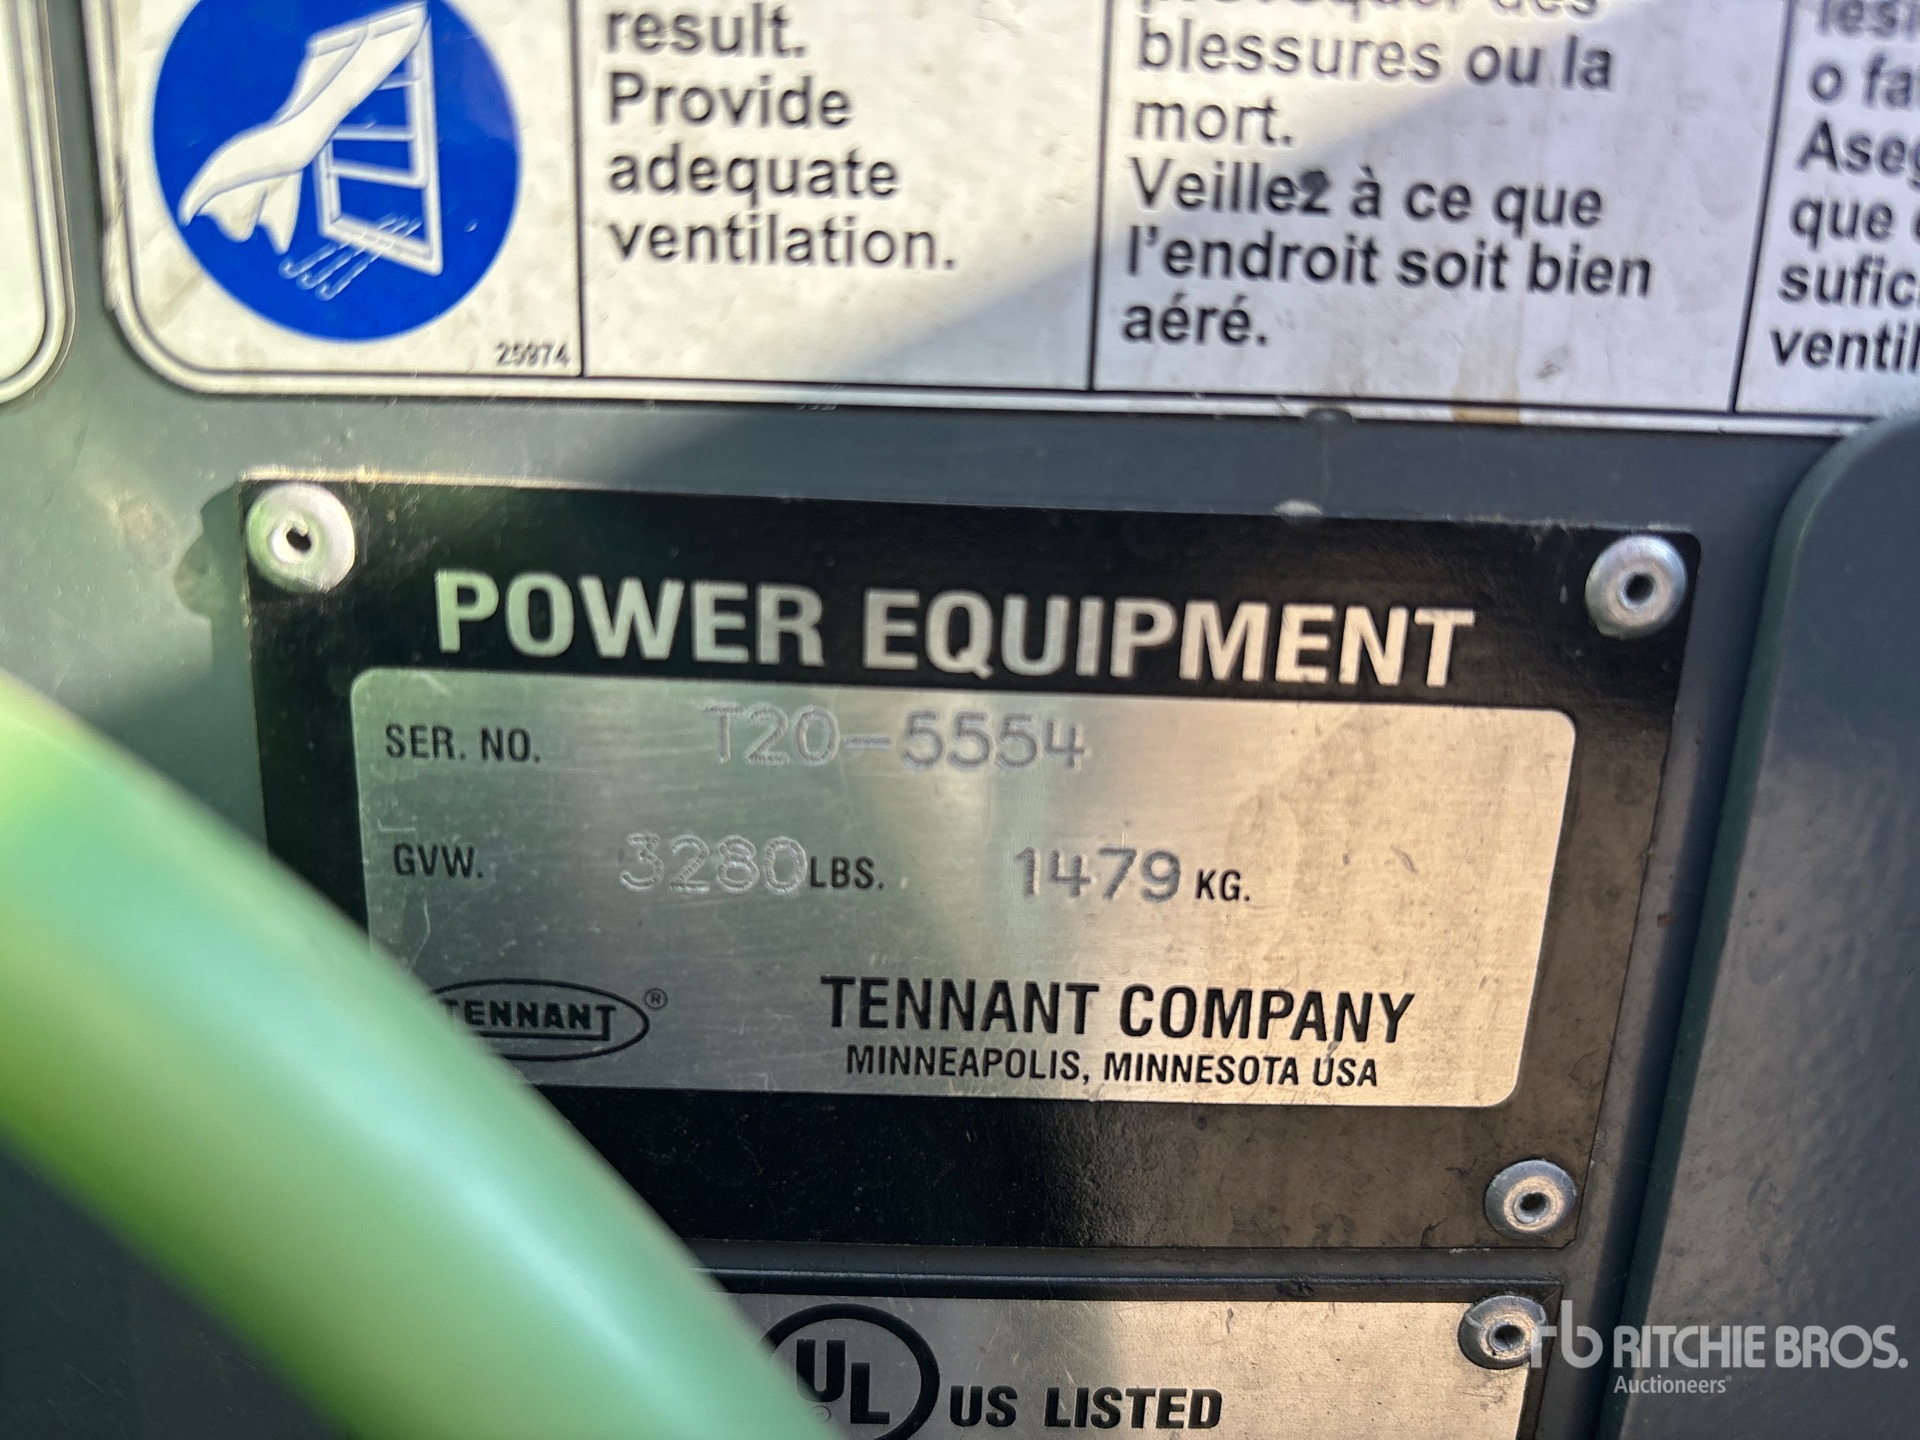 result.
Provide
adequate
ventilation.
25974
blessures ou la
mort.
Veillez à ce que
l'endroit soit bien
aéré.
o fa
Aseg
que
sufic
ventil
POWER EQUIPMENT
SER. NO. T20-5554
GVW. 3280 LBS. 1479 KG.
TENNANT®
TENNANT COMPANY
MINNEAPOLIS, MINNESOTA USA
UL US LISTED
rb RITCHIE BROS.
Auctioneers